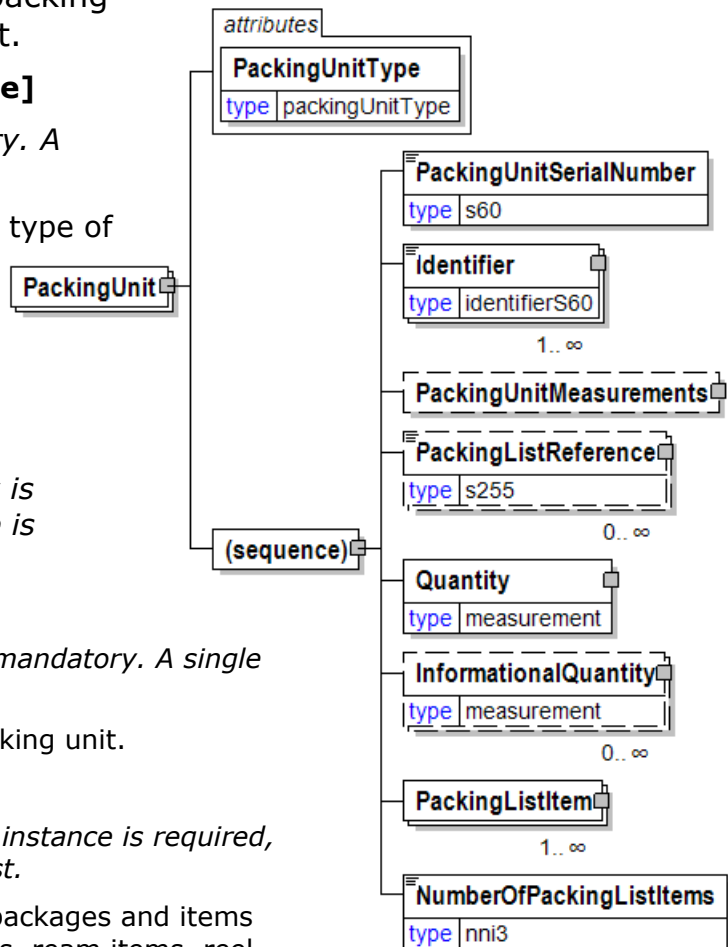 packing
t.
e]
ry. A
type of
is
is
mandatory. A single
king unit.
instance is required,
st.
packages and items
s, ream items, reel
attributes
PackingUnitType
type packingUnitType
PackingUnit
(sequence)
PackingUnitSerialNumber
type s60
Identifier
type identifierS60
1.. ∞
PackingUnitMeasurements
PackingListReference
type s255
0.. ∞
Quantity
type measurement
InformationalQuantity
type measurement
0.. ∞
PackingListItem
1.. ∞
NumberOfPackingListItems
type nni3